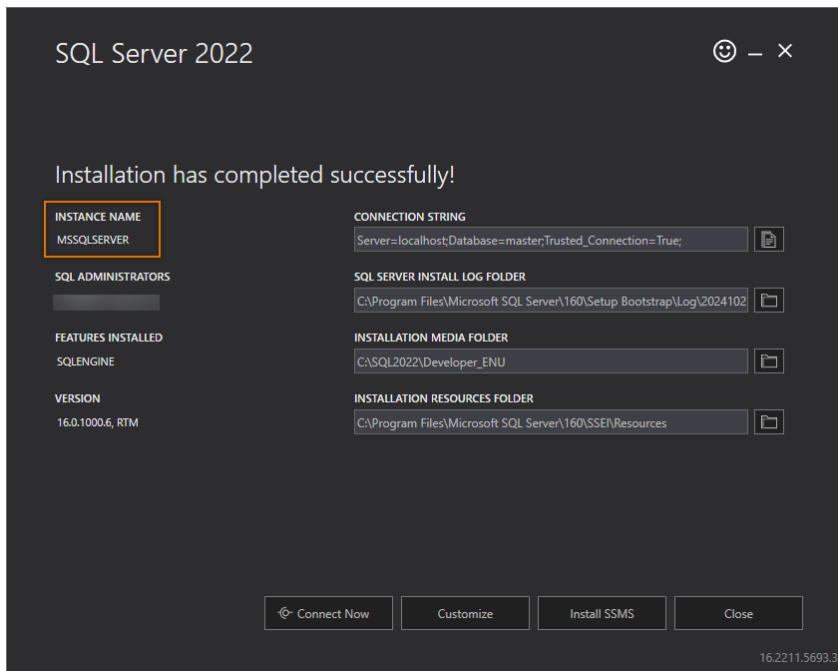 SQL Server 2022
Installation has completed successfully!
INSTANCE NAME
MSSQLSERVER
SQL ADMINISTRATORS
FEATURES INSTALLED
SQLENGINE
VERSION
16.0.1000.6, RTM
CONNECTION STRING
Server=localhost;Database=master;Trusted_Connection=True;
SQL SERVER INSTALL LOG FOLDER
C:\Program Files\Microsoft SQL Server\160\Setup Bootstrap\Log\2024102
INSTALLATION MEDIA FOLDER
C:\SQL2022\Developer_ENU
INSTALLATION RESOURCES FOLDER
C:\Program Files\Microsoft SQL Server\160\SSEI\Resources
Connect Now
Customize
Install SSMS
Close
16.2211.5693.3